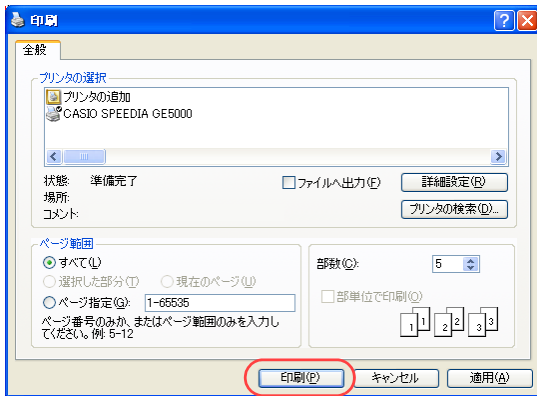 印刷
全般
プリンタの選択
プリンタの追加
CASIO SPEEDIA GE5000
状態: 準備完了
ファイルへ出力(F)
詳細設定(R)
場所:
プリンタの検索(D)...
コメント:
ページ範囲
すべて(L)
選択した部分(T)
現在のページ(U)
ページ指定(G):
1-65535
ページ番号のみか、またはページ範囲のみを入力し
てください。例: 5-12
部数(C):
5
部単位で印刷(O)
1 1 2 2 3 3
印刷(P)
キャンセル
適用(A)